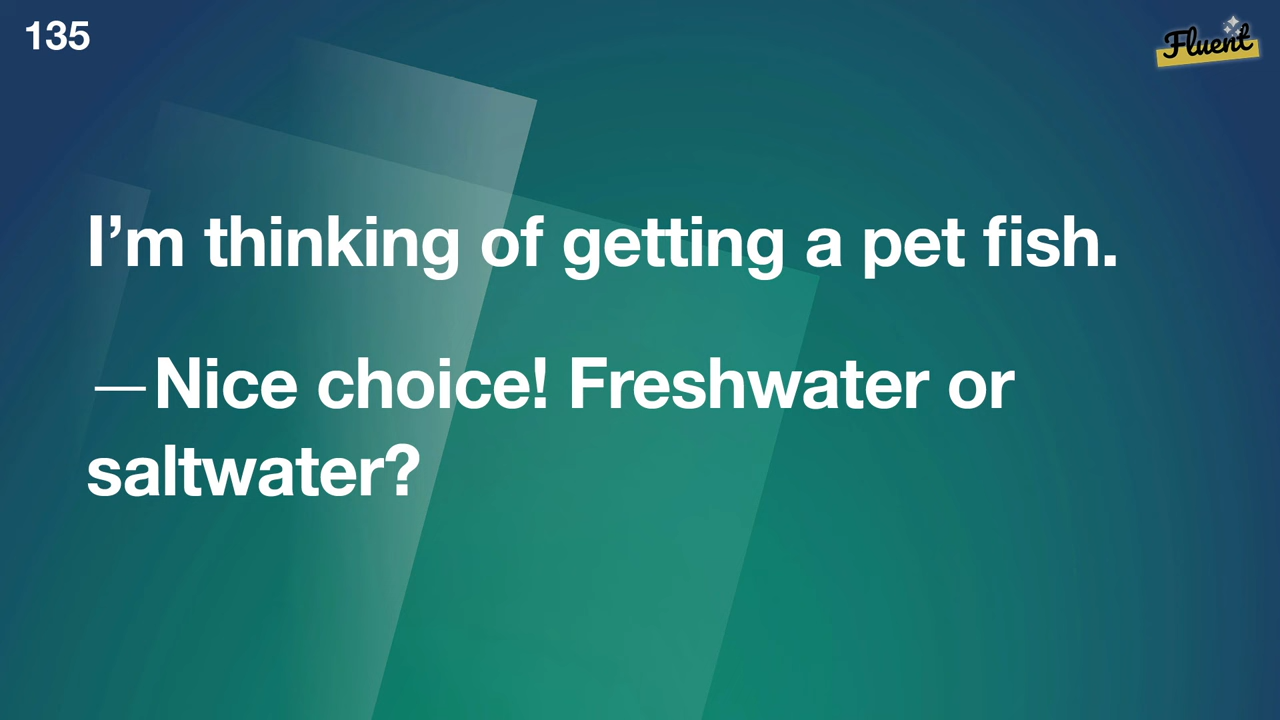 135
Fluent
I'm thinking of getting a pet fish.
—Nice choice! Freshwater or
saltwater?